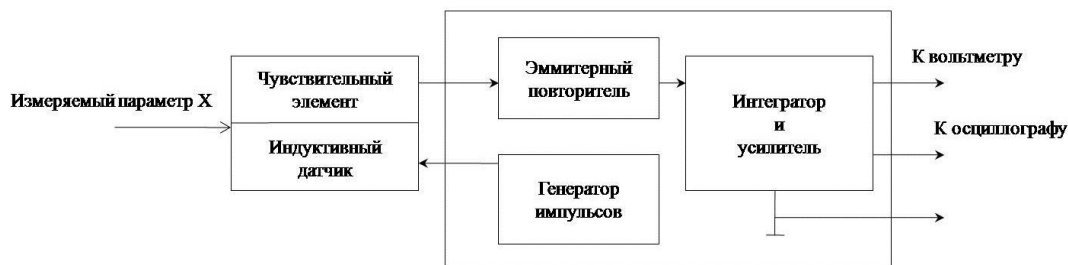 Измеряемый параметр X
Чувствительный
элемент
Индуктивный
датчик
Эммитерный
повторитель
Генератор
импульсов
Интегратор
и
усилитель
К вольтметру
К осциллографу